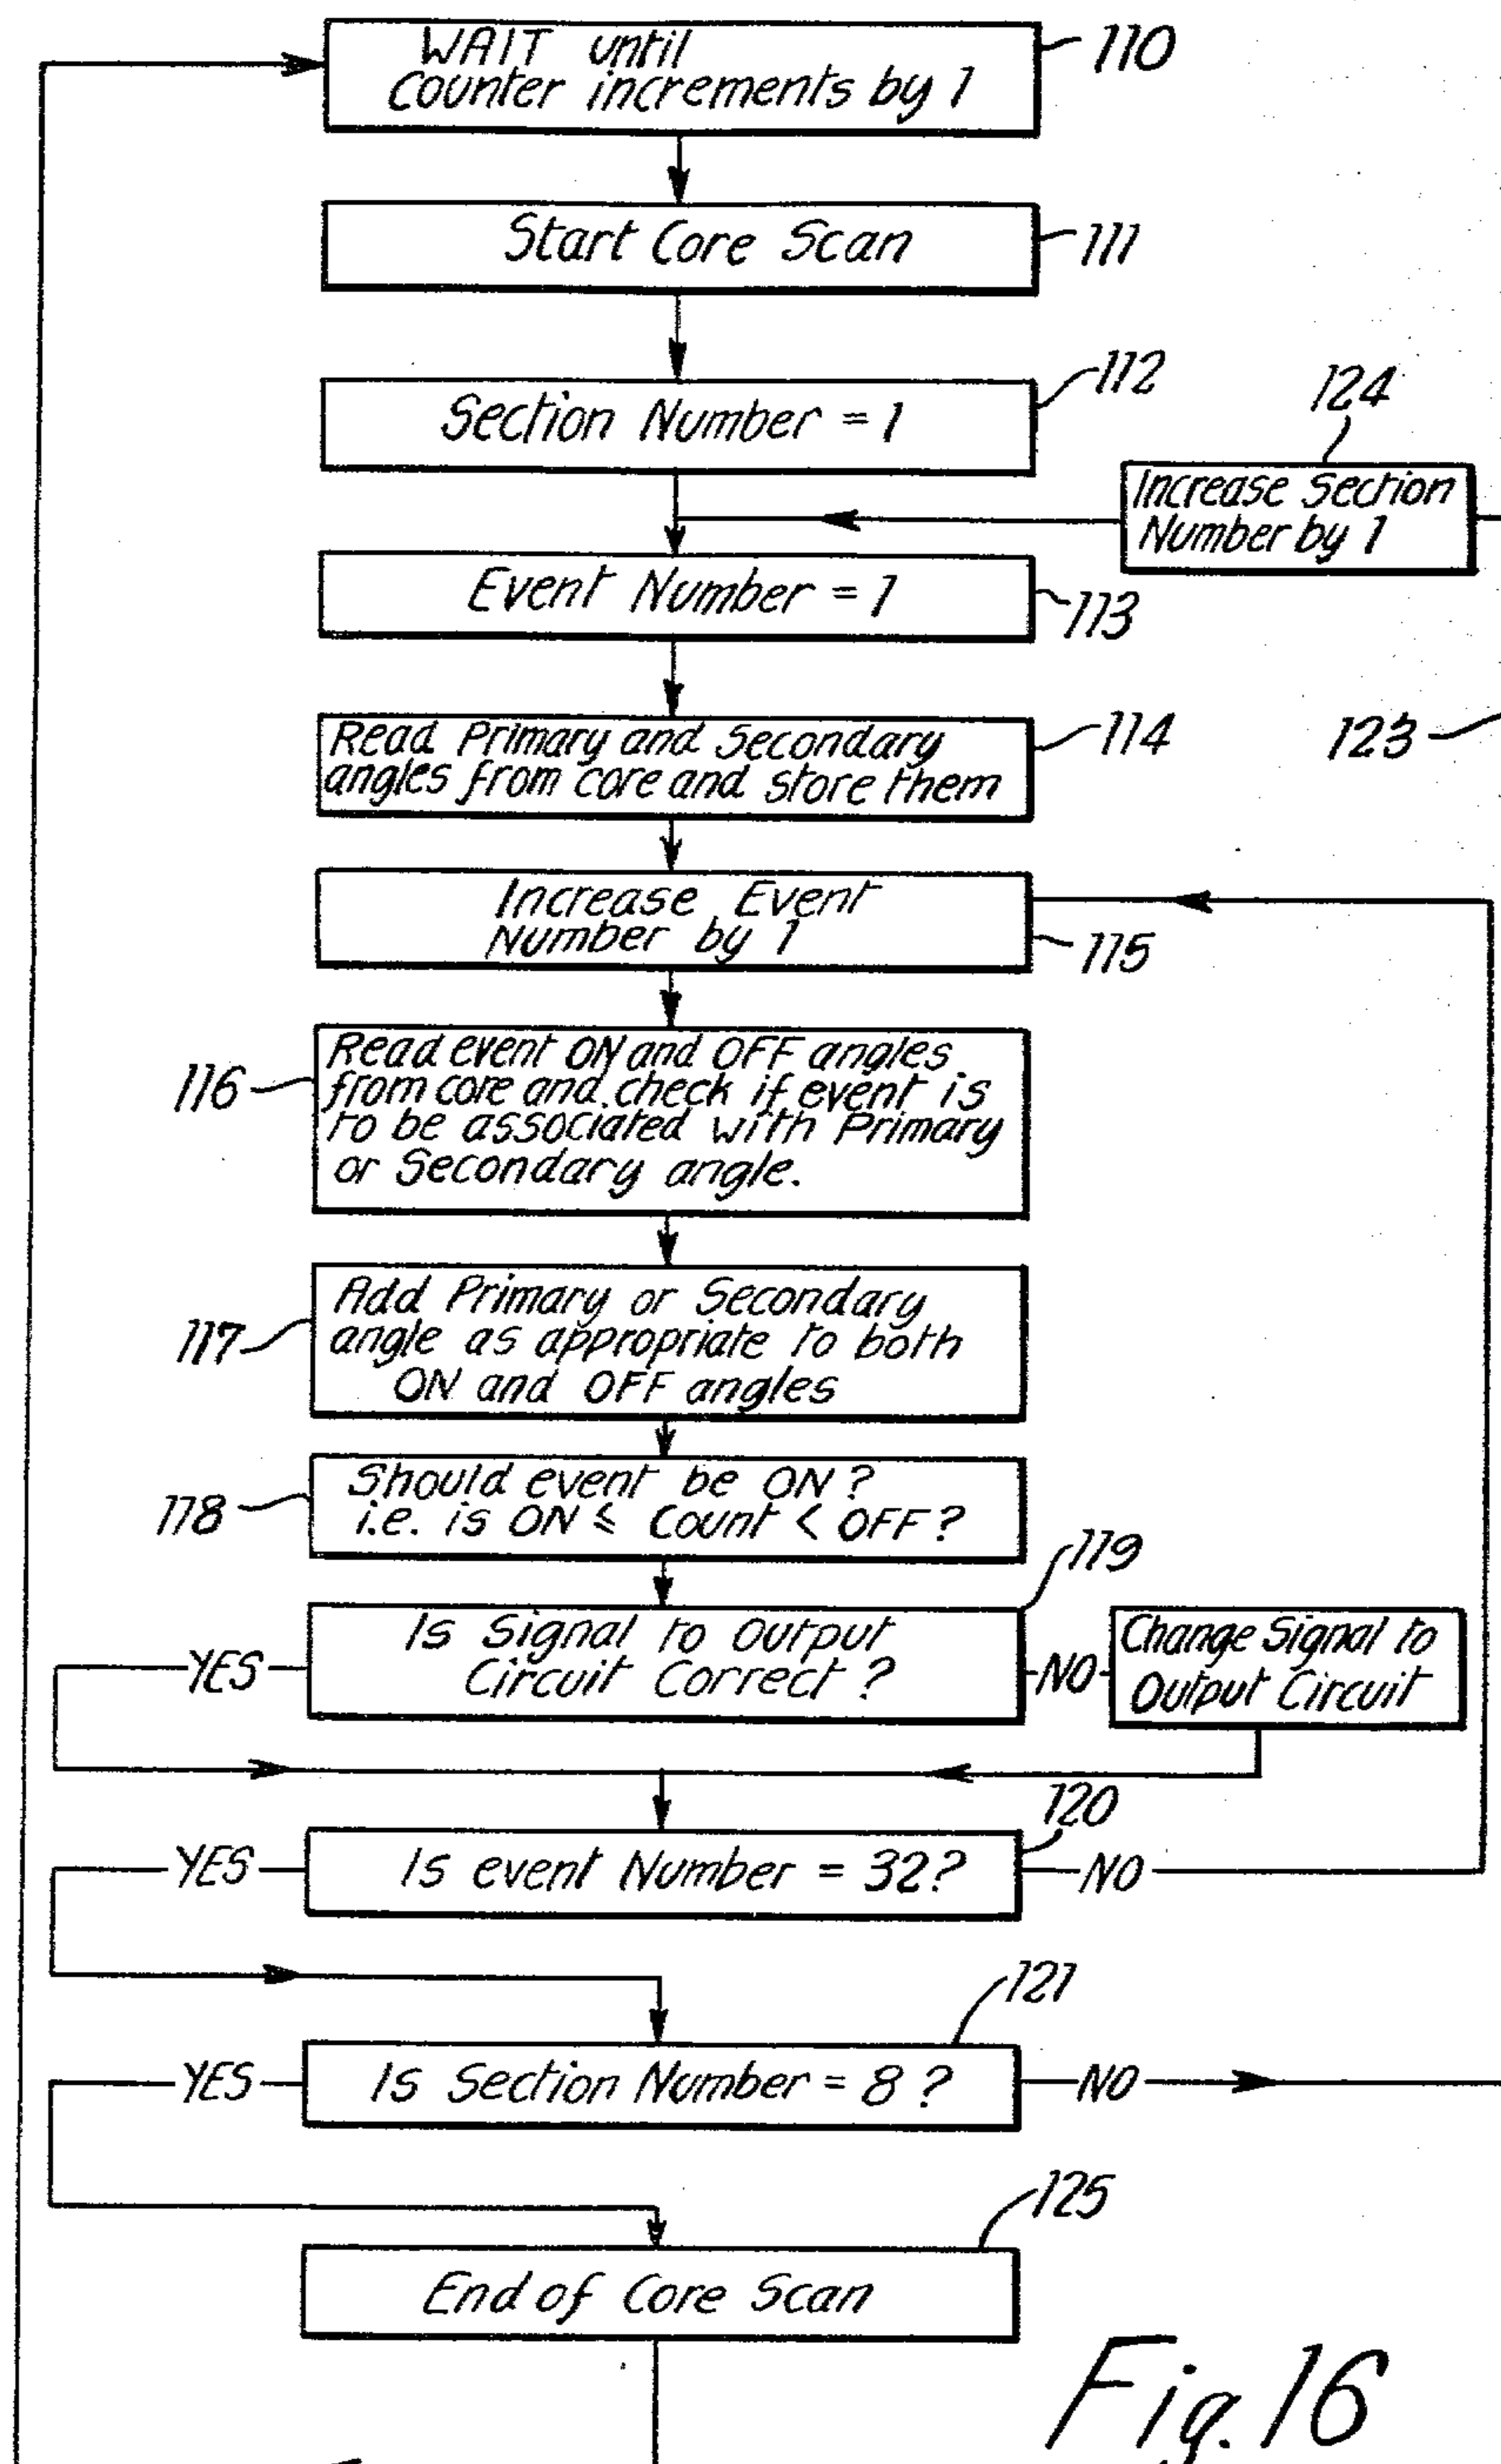 WAIT until
Counter increments by 1
110
Start Core Scan
111
Section Number = 1
112
124
Increase Section
Number by 1
Event Number = 1
113
Read Primary and Secondary
angles from core and store them
114
123
Increase Event
Number by 1
115
116
Read event ON and OFF angles
from core and check if event is
to be associated with Primary
or Secondary angle.
117
Add Primary or Secondary
angle as appropriate to both
ON and OFF angles
118
Should event be ON?
i.e. is ON ≤ Count < OFF?
119
YES
Is Signal to Output
Circuit Correct?
NO
Change Signal to
Output Circuit
120
YES
Is event Number = 32?
NO
121
YES
Is Section Number = 8?
NO
125
End of Core Scan
Fig. 16